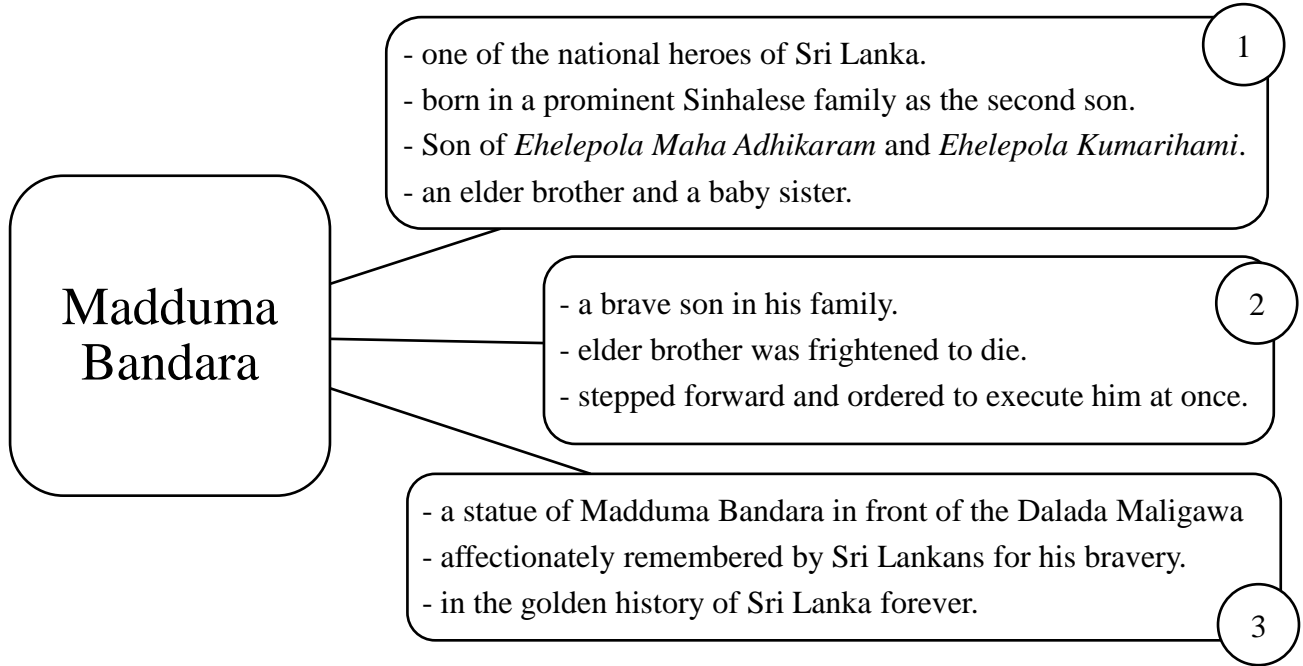 Madduma
Bandara
1
- one of the national heroes of Sri Lanka.
- born in a prominent Sinhalese family as the second son.
- Son of Ehelepola Maha Adhikaram and Ehelepola Kumarihami.
- an elder brother and a baby sister.
2
- a brave son in his family.
- elder brother was frightened to die.
- stepped forward and ordered to execute him at once.
- a statue of Madduma Bandara in front of the Dalada Maligawa
- affectionately remembered by Sri Lankans for his bravery.
- in the golden history of Sri Lanka forever.
3